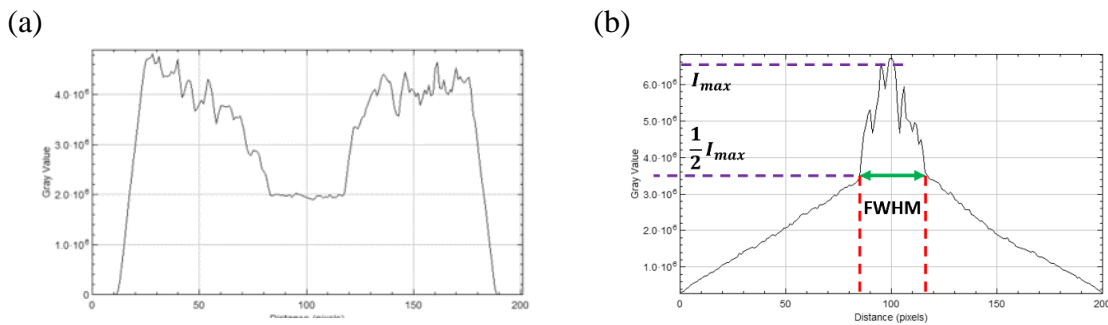 (a)
(b)
4.0·10⁶
3.0·10⁶
2.0·10⁶
1.0·10⁶
0
Gray Value
0 50 100 150 200
Distance (pixels)
I_max
½ I_max
FWHM
6.0·10⁶
5.0·10⁶
4.0·10⁶
3.0·10⁶
2.0·10⁶
1.0·10⁶
Gray Value
0 50 100 150 200
Distance (pixels)